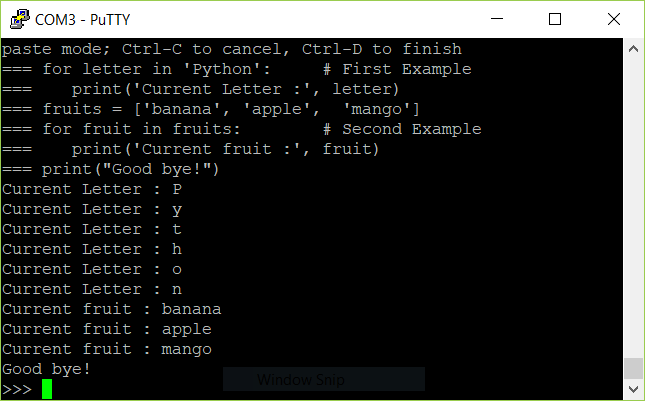 COM3 - PuTTY
paste mode; Ctrl-C to cancel, Ctrl-D to finish
=== for letter in 'Python':     # First Example
===    print('Current Letter :', letter)
=== fruits = ['banana', 'apple',  'mango']
=== for fruit in fruits:        # Second Example
===    print('Current fruit :', fruit)
=== print("Good bye!")
Current Letter : P
Current Letter : y
Current Letter : t
Current Letter : h
Current Letter : o
Current Letter : n
Current fruit : banana
Current fruit : apple
Current fruit : mango
Good bye!
Window Snip
>>>